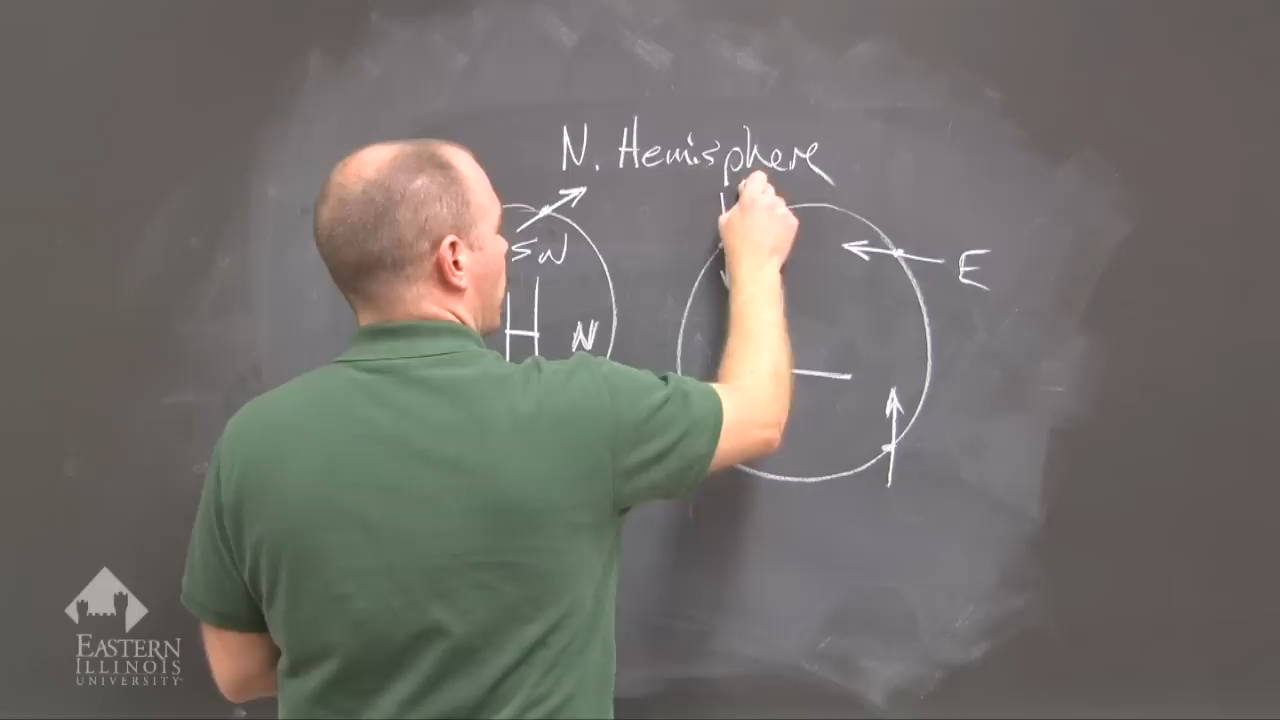 N. Hemisphere
SW
E
H
N
EASTERN
ILLINOIS
UNIVERSITY